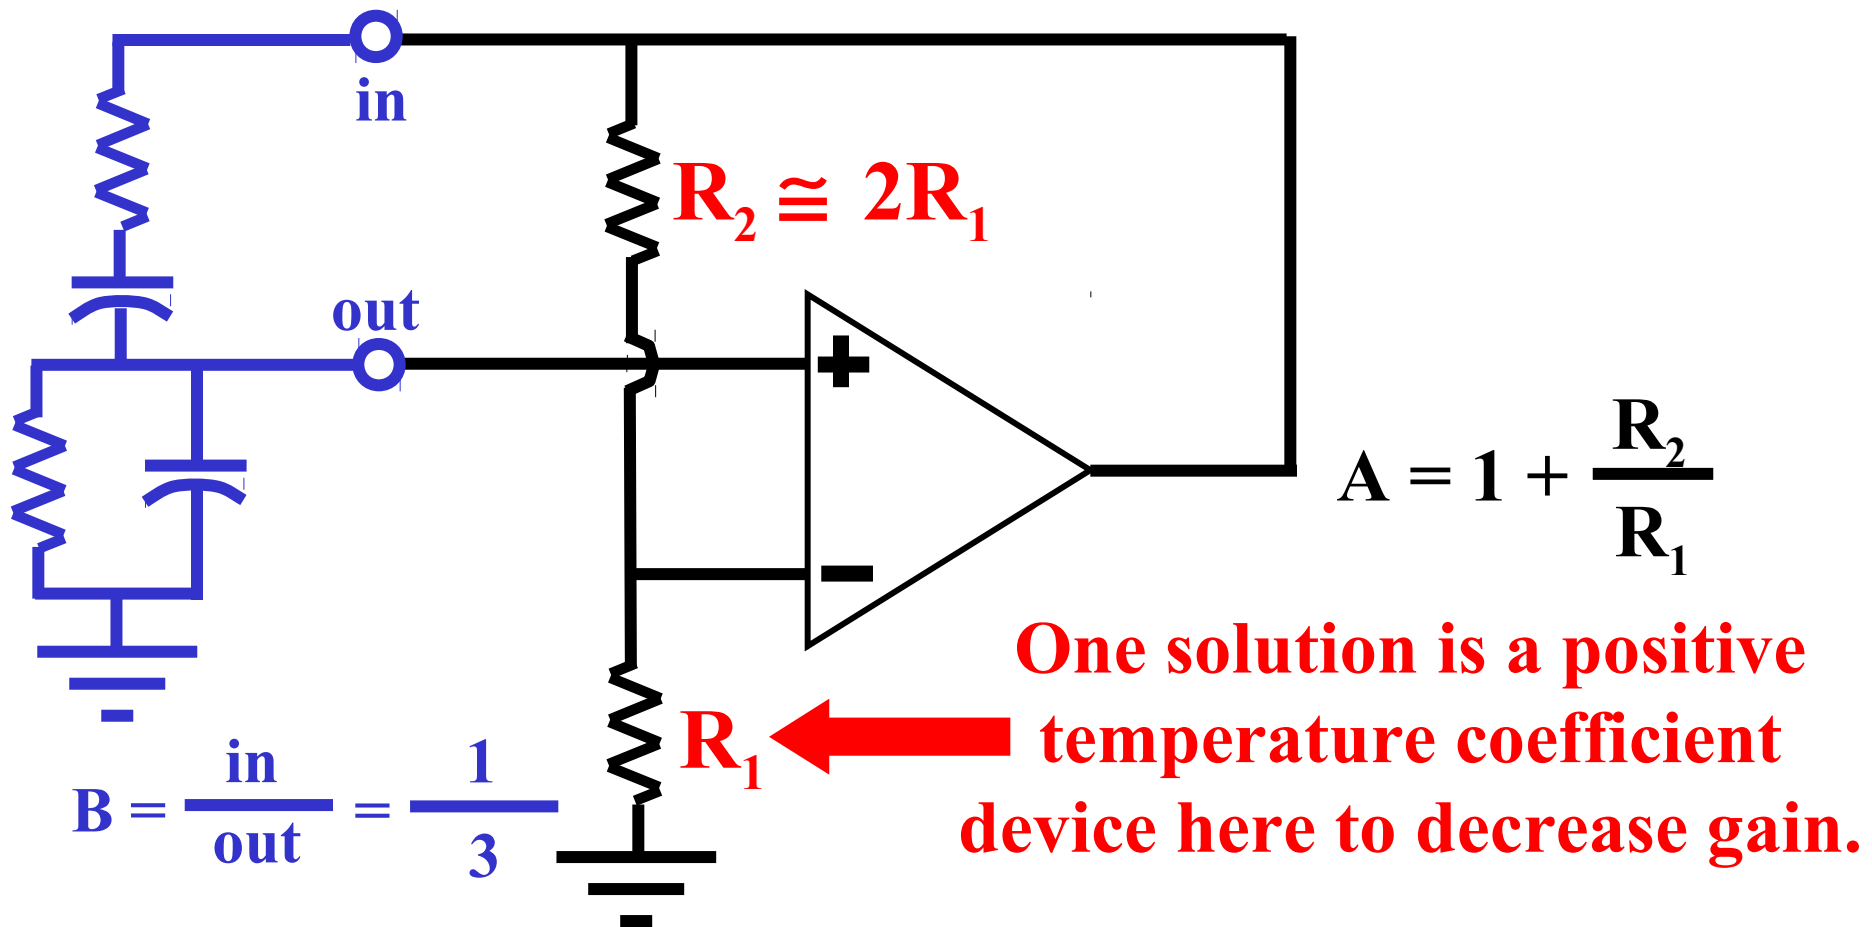 in
R₂ ≅ 2R₁
out
+
A = 1 + R₂
R₁
−
One solution is a positive
temperature coefficient
device here to decrease gain.
R₁
B = in = 1
out 3